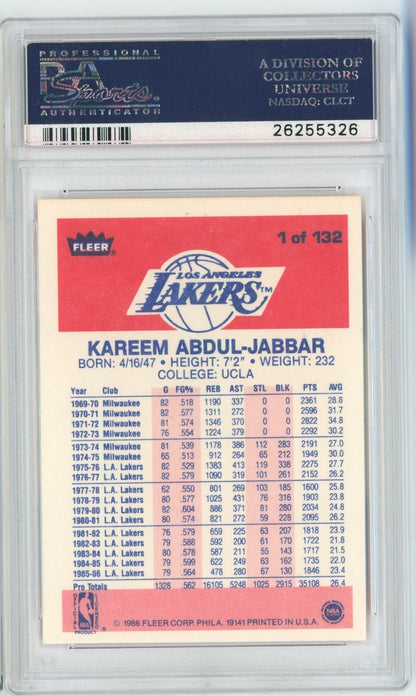 PROFESSIONAL
PSA
Sports
AUTHENTICATOR
A DIVISION OF
COLLECTORS
UNIVERSE
NASDAQ: CLCT
26255326
FLEER
1 of 132
LOS ANGELES
LAKERS TM
KAREEM ABDUL-JABBAR
BORN: 4/16/47 • HEIGHT: 7'2" • WEIGHT: 232
COLLEGE: UCLA
Year Club G FG% REB AST STL BLK PTS AVG
1969-70 Milwaukee 82 .518 1190 337 0 0 2361 28.8
1970-71 Milwaukee 82 .577 1311 272 0 0 2596 31.7
1971-72 Milwaukee 81 .574 1346 370 0 0 2822 34.8
1972-73 Milwaukee 76 .554 1224 379 0 0 2292 30.2
1973-74 Milwaukee 81 .539 1178 386 112 283 2191 27.0
1974-75 Milwaukee 65 .513 912 264 65 212 1949 30.0
1975-76 L.A. Lakers 82 .529 1383 413 119 338 2275 27.7
1976-77 L.A. Lakers 82 .579 1090 319 101 261 2152 26.2
1977-78 L.A. Lakers 62 .550 801 269 103 185 1600 25.8
1978-79 L.A. Lakers 80 .577 1025 431 76 316 1903 23.8
1979-80 L.A. Lakers 82 .604 886 371 81 280 2034 24.8
1980-81 L.A. Lakers 80 .574 821 272 59 228 2095 26.2
1981-82 L.A. Lakers 76 .579 659 225 63 207 1818 23.9
1982-83 L.A. Lakers 79 .588 592 200 61 170 1722 21.8
1983-84 L.A. Lakers 80 .578 587 211 55 143 1717 21.5
1984-85 L.A. Lakers 79 .599 622 249 63 162 1735 22.0
1985-86 L.A. Lakers 79 .564 478 280 67 130 1846 23.4
Pro Totals 1328 .562 16105 5248 1025 2915 35108 26.4
OFFICIAL LICENSED
NBA
PRODUCT
© 1986 FLEER CORP. PHILA. 19141 PRINTED IN U.S.A.